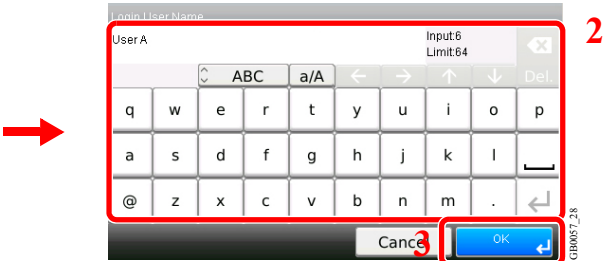 Login User Name
2
User A
Input:6
Limit:64
ABC a/A Del.
q w e r t y u i o p
a s d f g h j k l
@ z x c v b n m .
3
Cancel OK
GB0057_28